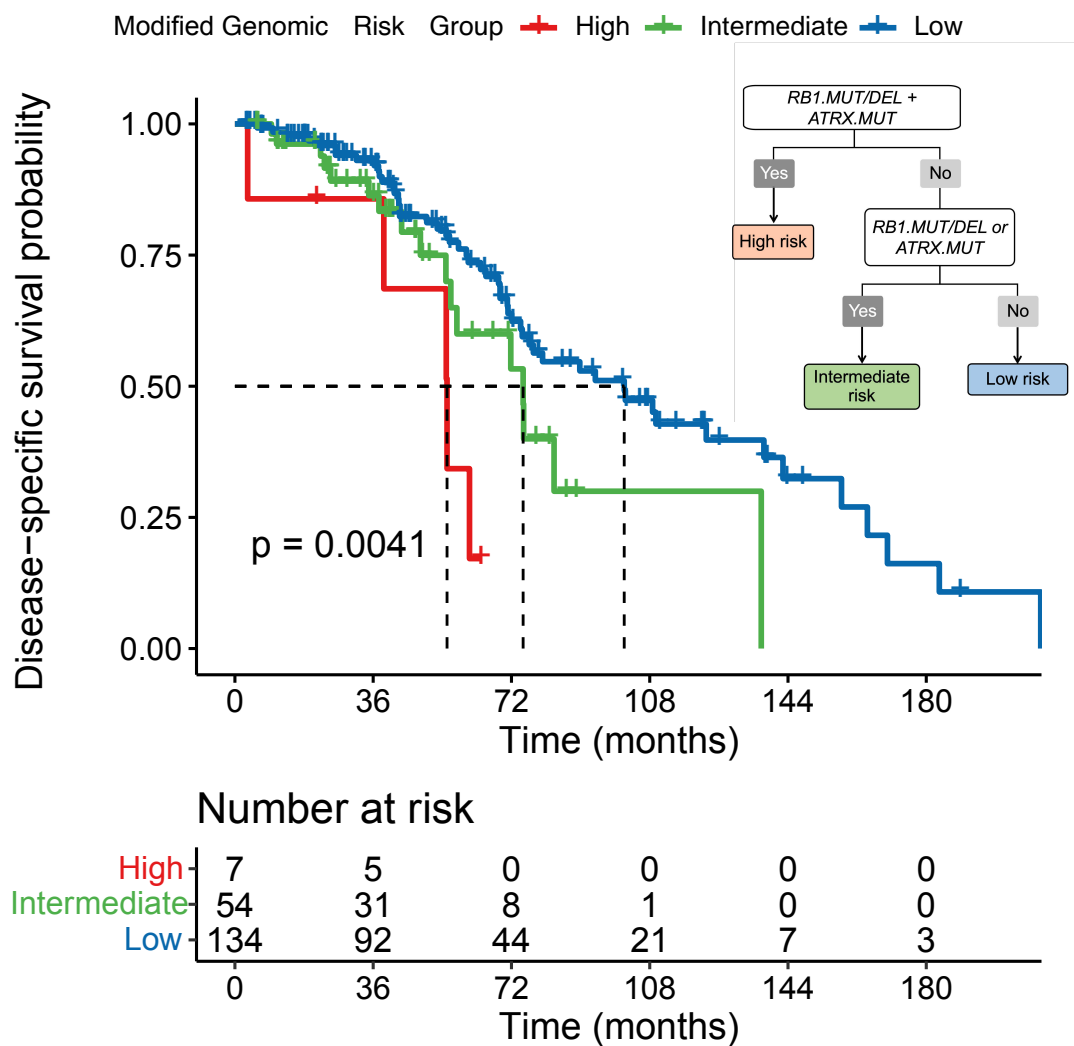 Modified Genomic Risk Group High Intermediate Low
RB1.MUT/DEL +
ATRX.MUT
Yes No
High risk
RB1.MUT/DEL or
ATRX.MUT
Yes No
Intermediate
risk
Low risk
Disease−specific survival probability
1.00
0.75
0.50
0.25
0.00
p = 0.0041
0 36 72 108 144 180
Time (months)
Number at risk
High 7 5 0 0 0 0
Intermediate 54 31 8 1 0 0
Low 134 92 44 21 7 3
0 36 72 108 144 180
Time (months)